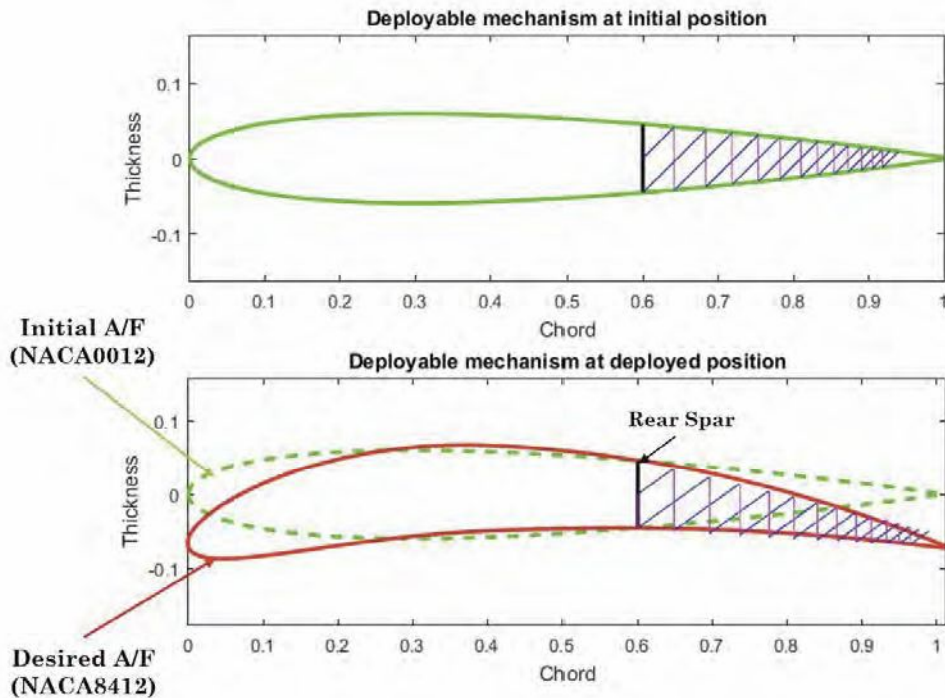 Deployable mechanism at initial position
Thickness
0.1
0
-0.1
0 0.1 0.2 0.3 0.4 0.5 0.6 0.7 0.8 0.9 1
Chord
Initial A/F
(NACA0012)
Deployable mechanism at deployed position
Rear Spar
Thickness
0.1
0
-0.1
0 0.1 0.2 0.3 0.4 0.5 0.6 0.7 0.8 0.9 1
Chord
Desired A/F
(NACA8412)